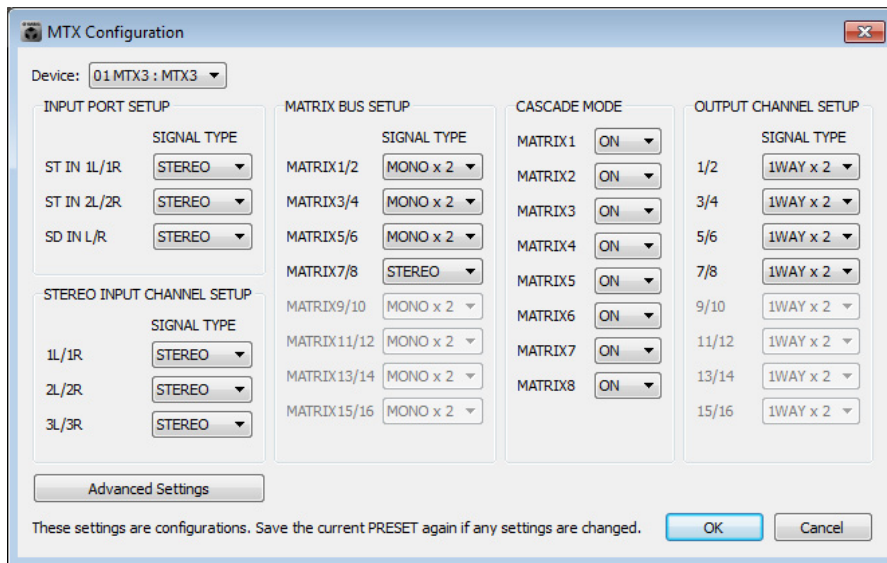 MTX Configuration
Device: 01 MTX3 : MTX3
INPUT PORT SETUP
SIGNAL TYPE
ST IN 1L/1R STEREO
ST IN 2L/2R STEREO
SD IN L/R STEREO
STEREO INPUT CHANNEL SETUP
SIGNAL TYPE
1L/1R STEREO
2L/2R STEREO
3L/3R STEREO
MATRIX BUS SETUP
SIGNAL TYPE
MATRIX1/2 MONO x 2
MATRIX3/4 MONO x 2
MATRIX5/6 MONO x 2
MATRIX7/8 STEREO
MATRIX9/10 MONO x 2
MATRIX11/12 MONO x 2
MATRIX13/14 MONO x 2
MATRIX15/16 MONO x 2
CASCADE MODE
MATRIX1 ON
MATRIX2 ON
MATRIX3 ON
MATRIX4 ON
MATRIX5 ON
MATRIX6 ON
MATRIX7 ON
MATRIX8 ON
OUTPUT CHANNEL SETUP
SIGNAL TYPE
1/2 1WAY x 2
3/4 1WAY x 2
5/6 1WAY x 2
7/8 1WAY x 2
9/10 1WAY x 2
11/12 1WAY x 2
13/14 1WAY x 2
15/16 1WAY x 2
Advanced Settings
These settings are configurations. Save the current PRESET again if any settings are changed.
OK
Cancel